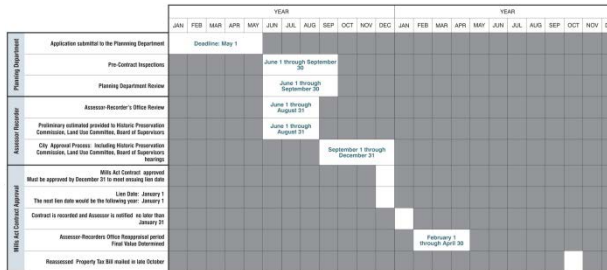 YEAR YEAR
JAN FEB MAR APR MAY JUN JUL AUG SEP OCT NOV DEC JAN FEB MAR APR MAY JUN JUL AUG SEP OCT NOV
Planning Department
Application submitted to the Plannning Department
Deadline: May 1
Pre-Contract Inspections
June 1 through September
30
Planning Department Review
June 1 through
September 30
Assessor Recorder
Assessor-Recorder's Office Review
June 1 through
August 31
Preliminary estimated provided to Historic Preservation
Commission, Land Use Committee, Board of Supervisors
June 1 through
August 31
City Approval Process: Including Historic Preservation
Commission, Land Use Committee, Board of Supervisors
hearings
September 1 through
December 31
Mills Act Contract Approval
Mills Act Contract approved
Must be approved by December 31 to meet ensuing lien date
Lien Date: January 1
The next lien date would be the following year: January 1
Contract is recorded and Assessor is notified no later than
January 31
Assessor-Recorders Office Reappraisal period
Final Value Determined
February 1
through April 30
Reassessed Property Tax Bill mailed in late October